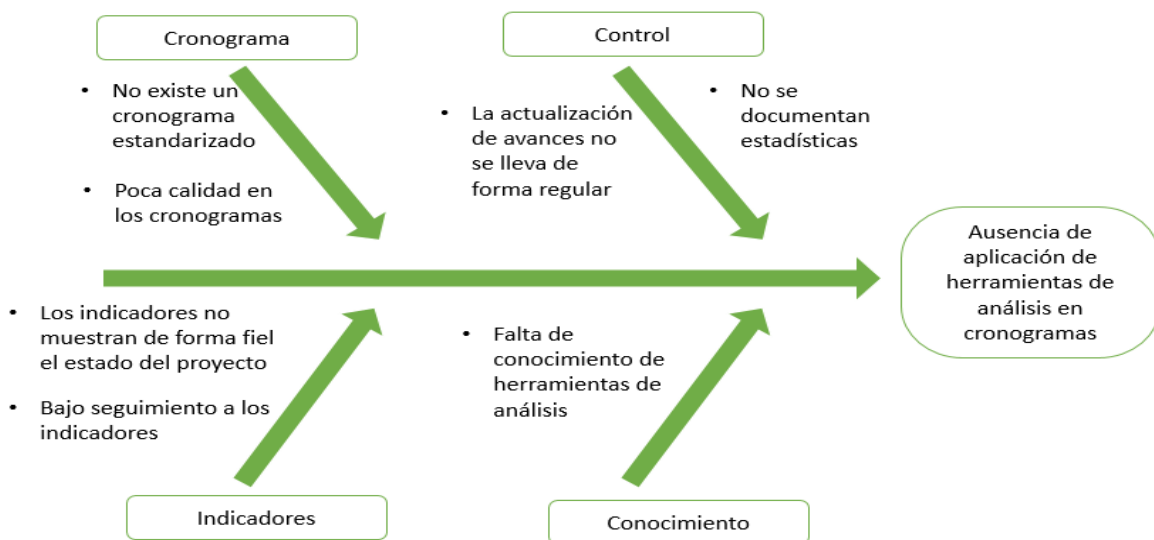 Cronograma
• No existe un
cronograma
estandarizado
• Poca calidad en
los cronogramas
Control
• La actualización
de avances no
se lleva de
forma regular
• No se
documentan
estadísticas
Ausencia de
aplicación de
herramientas de
análisis en
cronogramas
• Los indicadores no
muestran de forma fiel
el estado del proyecto
• Bajo seguimiento a los
indicadores
Indicadores
• Falta de
conocimiento de
herramientas de
análisis
Conocimiento